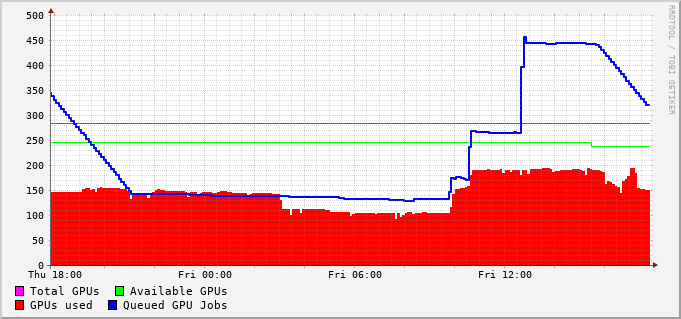 RRDTOOL / TOBI OETIKER
500
450
400
350
300
250
200
150
100
50
0
Thu 18:00 Fri 00:00 Fri 06:00 Fri 12:00
Total GPUs Available GPUs
GPUs used Queued GPU Jobs